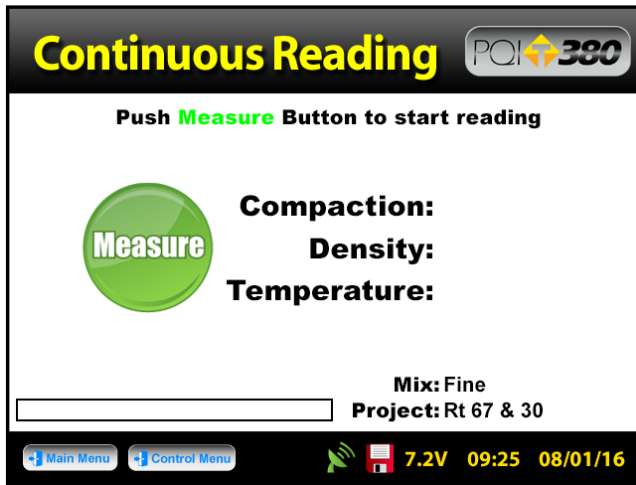 Continuous Reading PQI T 380
Push Measure Button to start reading
Measure
Compaction:
Density:
Temperature:
Mix: Fine
Project: Rt 67 & 30
Main Menu Control Menu 7.2V 09:25 08/01/16